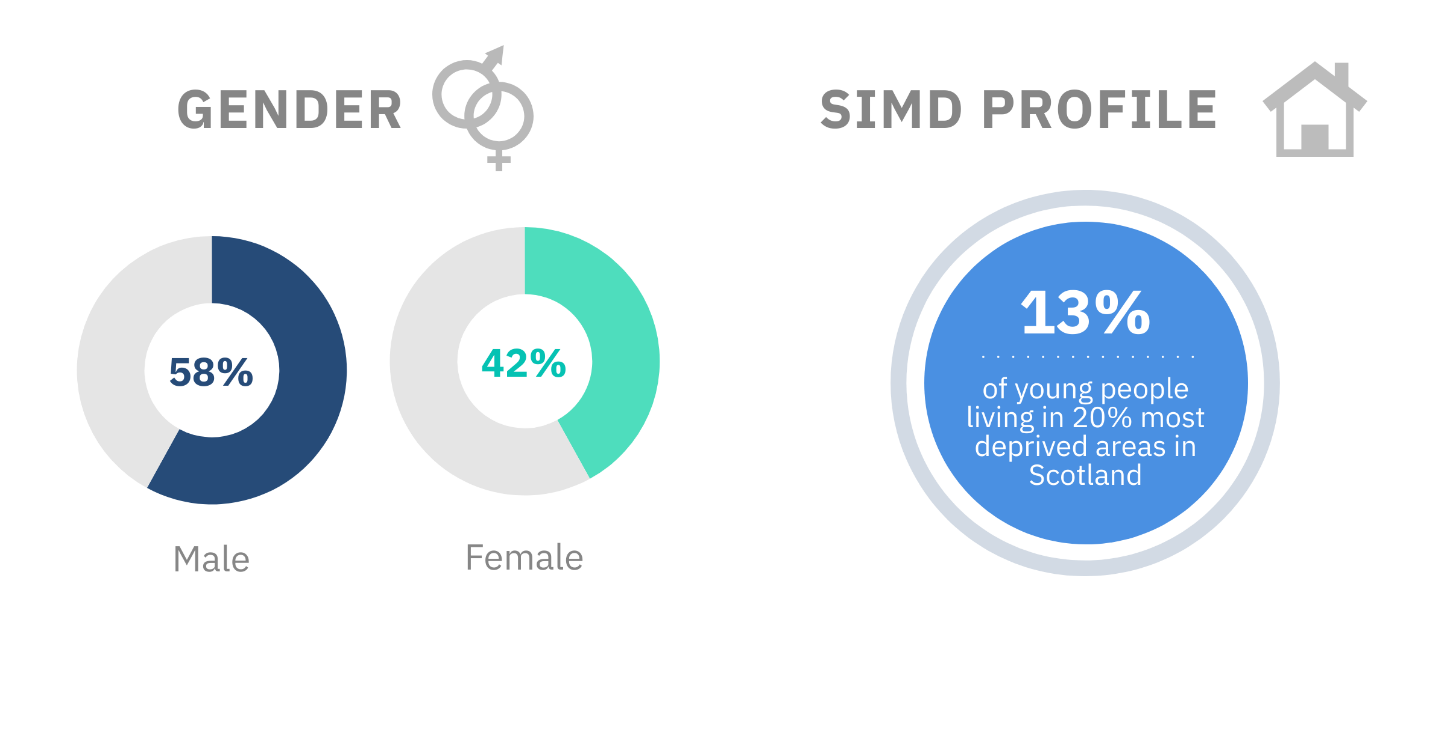 GENDER
58%
Male
42%
Female
SIMD PROFILE
13%
of young people
living in 20% most
deprived areas in
Scotland